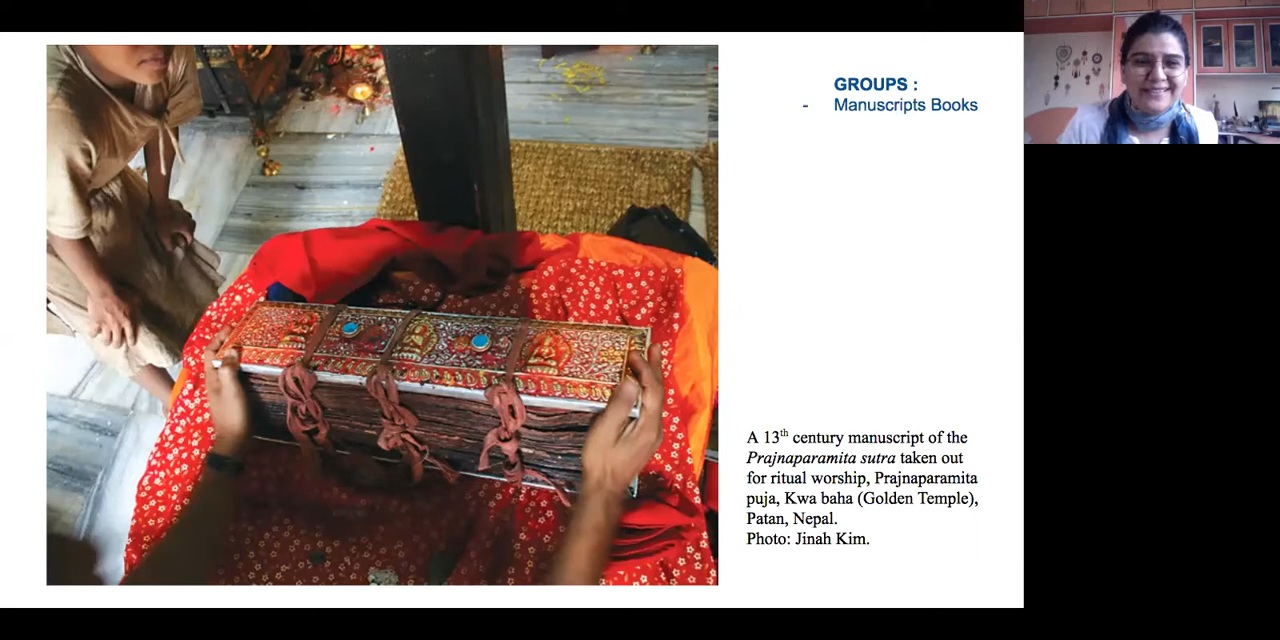 GROUPS :
- Manuscripts Books
A 13th century manuscript of the
Prajnaparamita sutra taken out
for ritual worship, Prajnaparamita
puja, Kwa baha (Golden Temple),
Patan, Nepal.
Photo: Jinah Kim.